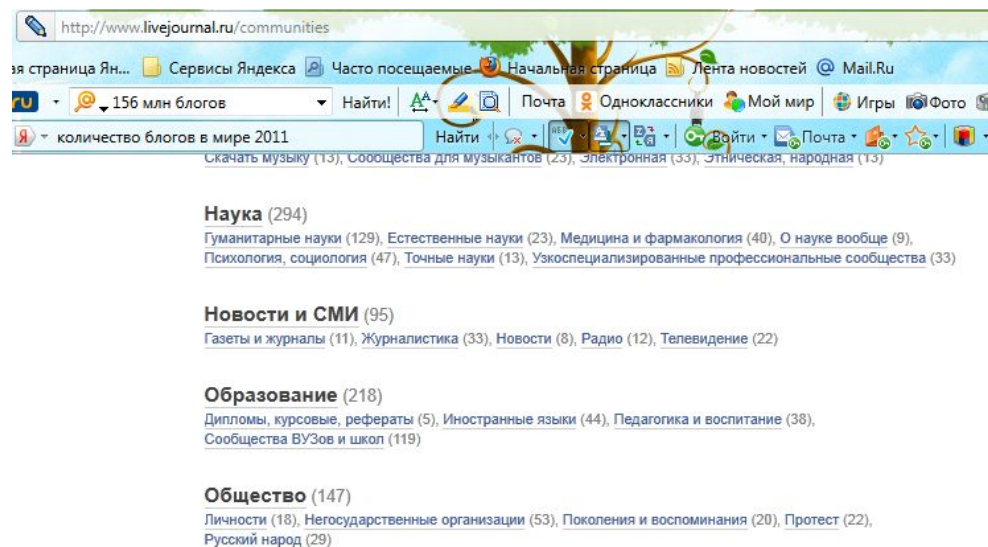 http://www.livejournal.ru/communities
ая страница Ян... Сервисы Яндекса Часто посещаемые Начальная страница Лента новостей Mail.Ru
ru 156 млн блогов Найти! Почта Одноклассники Мой мир Игры Фото
Я количество блогов в мире 2011 Найти Войти Почта
Скачать музыку (13), Сообщества для музыкантов (23), Электронная (33), Этническая, народная (13)
Наука (294)
Гуманитарные науки (129), Естественные науки (23), Медицина и фармакология (40), О науке вообще (9),
Психология, социология (47), Точные науки (13), Узкоспециализированные профессиональные сообщества (33)
Новости и СМИ (95)
Газеты и журналы (11), Журналистика (33), Новости (8), Радио (12), Телевидение (22)
Образование (218)
Дипломы, курсовые, рефераты (5), Иностранные языки (44), Педагогика и воспитание (38),
Сообщества ВУЗов и школ (119)
Общество (147)
Личности (18), Негосударственные организации (53), Поколения и воспоминания (20), Протест (22),
Русский народ (29)